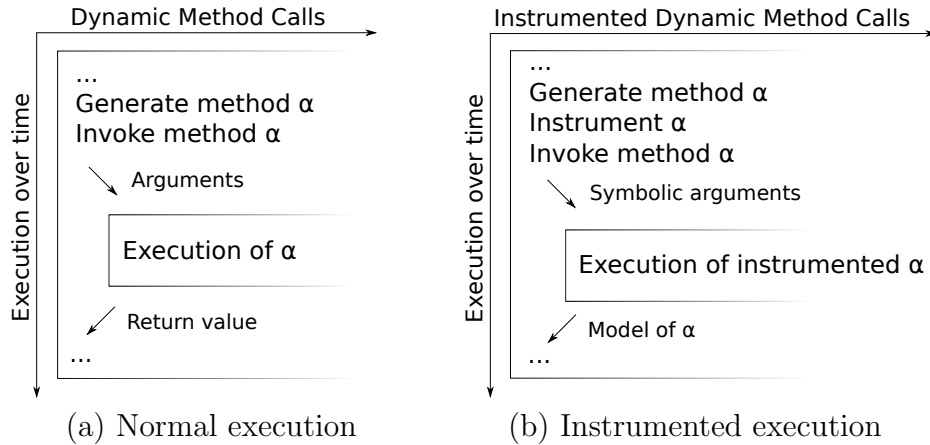 Dynamic Method Calls
Execution over time
...
Generate method α
Invoke method α
Arguments
Execution of α
Return value
...
(a) Normal execution
Instrumented Dynamic Method Calls
Execution over time
...
Generate method α
Instrument α
Invoke method α
Symbolic arguments
Execution of instrumented α
Model of α
...
(b) Instrumented execution